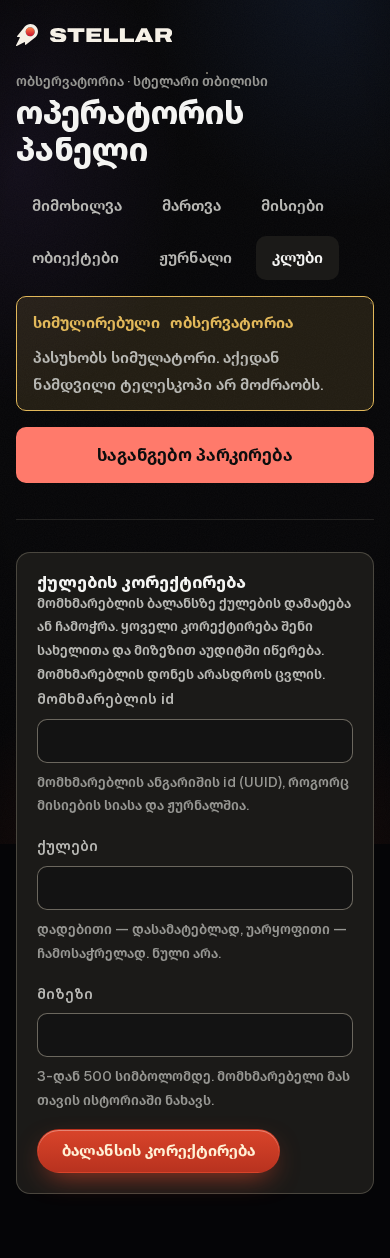 STELLAR
ობსერვატორია · სტელარი თბილისი
ოპერატორის
პანელი
მიმოხილვა მართვა მისიები
ობიექტები ჟურნალი კლუბი
სიმულირებული ობსერვატორია
პასუხობს სიმულატორი. აქედან
ნამდვილი ტელესკოპი არ მოძრაობს.
საგანგებო პარკირება
ქულების კორექტირება
მომხმარებლის ბალანსზე ქულების დამატება
ან ჩამოჭრა. ყოველი კორექტირება შენი
სახელითა და მიზეზით აუდიტში იწერება.
მომხმარებლის დონეს არასდროს ცვლის.
მომხმარებლის id
მომხმარებლის ანგარიშის id (UUID), როგორც
მისიების სიასა და ჟურნალშია.
ქულები
დადებითი — დასამატებლად, უარყოფითი —
ჩამოსაჭრელად. ნული არა.
მიზეზი
3-დან 500 სიმბოლომდე. მომხმარებელი მას
თავის ისტორიაში ნახავს.
ბალანსის კორექტირება